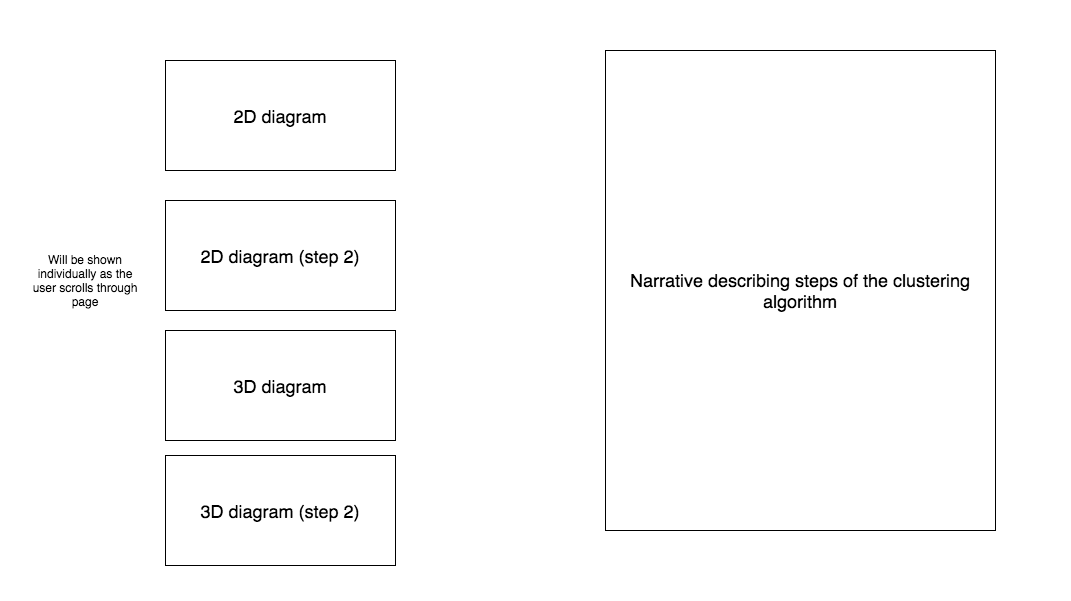 2D diagram
2D diagram (step 2)
Will be shown
individually as the
user scrolls through
page
3D diagram
3D diagram (step 2)
Narrative describing steps of the clustering
algorithm